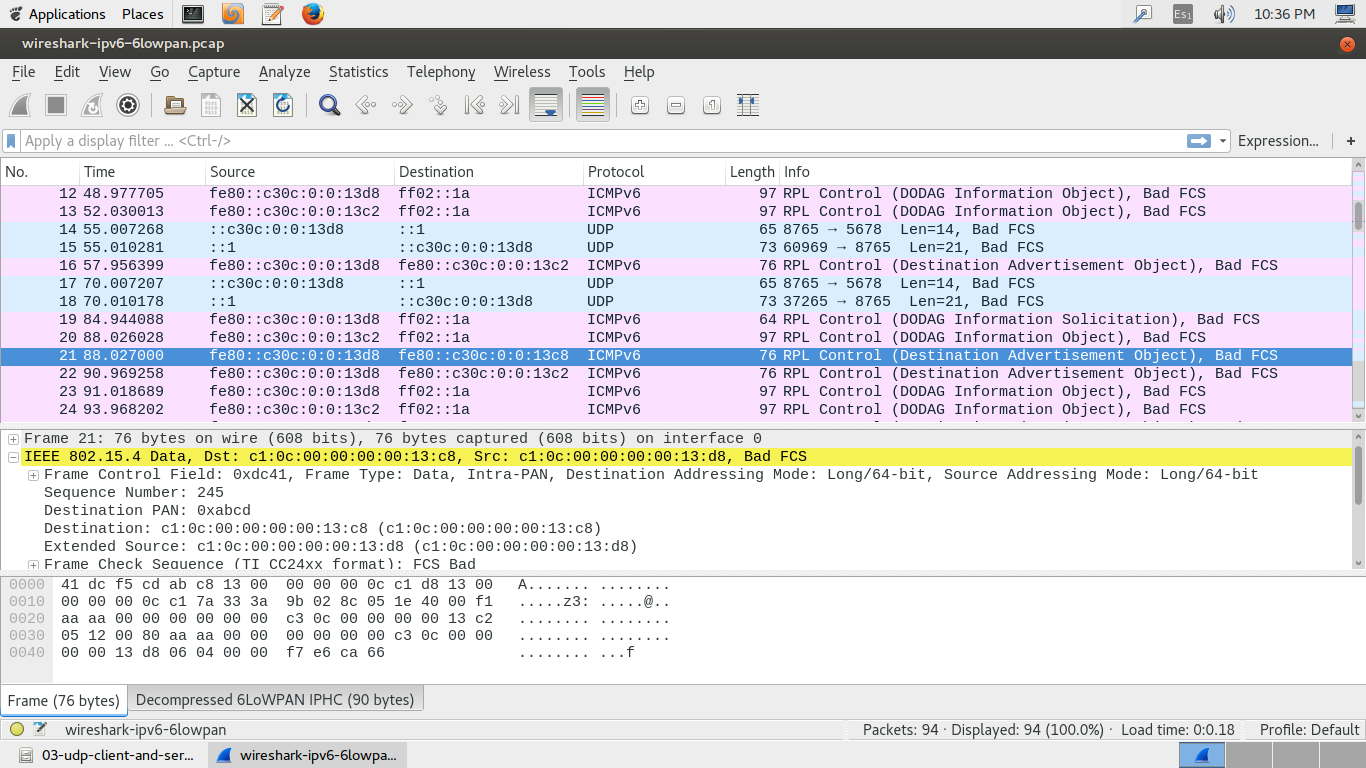 Applications Places Es1 10:36 PM
wireshark-ipv6-6lowpan.pcap
File Edit View Go Capture Analyze Statistics Telephony Wireless Tools Help
Apply a display filter ... <Ctrl-/> Expression... +
No. Time Source Destination Protocol Length Info
12 48.977705 fe80::c30c:0:0:13d8 ff02::1a ICMPv6 97 RPL Control (DODAG Information Object), Bad FCS
13 52.030013 fe80::c30c:0:0:13c2 ff02::1a ICMPv6 97 RPL Control (DODAG Information Object), Bad FCS
14 55.007268 ::c30c:0:0:13d8 ::1 UDP 65 8765 → 5678 Len=14, Bad FCS
15 55.010281 ::1 ::c30c:0:0:13d8 UDP 73 60969 → 8765 Len=21, Bad FCS
16 57.956399 fe80::c30c:0:0:13d8 fe80::c30c:0:0:13c2 ICMPv6 76 RPL Control (Destination Advertisement Object), Bad FCS
17 70.007207 ::c30c:0:0:13d8 ::1 UDP 65 8765 → 5678 Len=14, Bad FCS
18 70.010178 ::1 ::c30c:0:0:13d8 UDP 73 37265 → 8765 Len=21, Bad FCS
19 84.944088 fe80::c30c:0:0:13d8 ff02::1a ICMPv6 64 RPL Control (DODAG Information Solicitation), Bad FCS
20 88.026028 fe80::c30c:0:0:13c2 ff02::1a ICMPv6 97 RPL Control (DODAG Information Object), Bad FCS
21 88.027000 fe80::c30c:0:0:13d8 fe80::c30c:0:0:13c8 ICMPv6 76 RPL Control (Destination Advertisement Object), Bad FCS
22 90.969258 fe80::c30c:0:0:13d8 fe80::c30c:0:0:13c2 ICMPv6 76 RPL Control (Destination Advertisement Object), Bad FCS
23 91.018689 fe80::c30c:0:0:13d8 ff02::1a ICMPv6 97 RPL Control (DODAG Information Object), Bad FCS
24 93.968202 fe80::c30c:0:0:13c2 ff02::1a ICMPv6 97 RPL Control (DODAG Information Object), Bad FCS
Frame 21: 76 bytes on wire (608 bits), 76 bytes captured (608 bits) on interface 0
IEEE 802.15.4 Data, Dst: c1:0c:00:00:00:00:13:c8, Src: c1:0c:00:00:00:00:13:d8, Bad FCS
Frame Control Field: 0xdc41, Frame Type: Data, Intra-PAN, Destination Addressing Mode: Long/64-bit, Source Addressing Mode: Long/64-bit
Sequence Number: 245
Destination PAN: 0xabcd
Destination: c1:0c:00:00:00:00:13:c8 (c1:0c:00:00:00:00:13:c8)
Extended Source: c1:0c:00:00:00:00:13:d8 (c1:0c:00:00:00:00:13:d8)
Frame Check Sequence (TI CC24xx format): FCS Bad
0000 41 dc f5 cd ab c8 13 00 00 00 00 0c c1 d8 13 00 A....... ........
0010 00 00 00 0c c1 7a 33 3a 9b 02 8c 05 1e 40 00 f1 .....z3: .....@..
0020 aa aa 00 00 00 00 00 00 c3 0c 00 00 00 00 13 c2 ........ ........
0030 05 12 00 80 aa aa 00 00 00 00 00 00 c3 0c 00 00 ........ ........
0040 00 00 13 d8 06 04 00 00 f7 e6 ca 66 ........ ...f
Frame (76 bytes) Decompressed 6LoWPAN IPHC (90 bytes)
wireshark-ipv6-6lowpan Packets: 94 · Displayed: 94 (100.0%) · Load time: 0:0.18 Profile: Default
03-udp-client-and-ser... wireshark-ipv6-6lowpa...